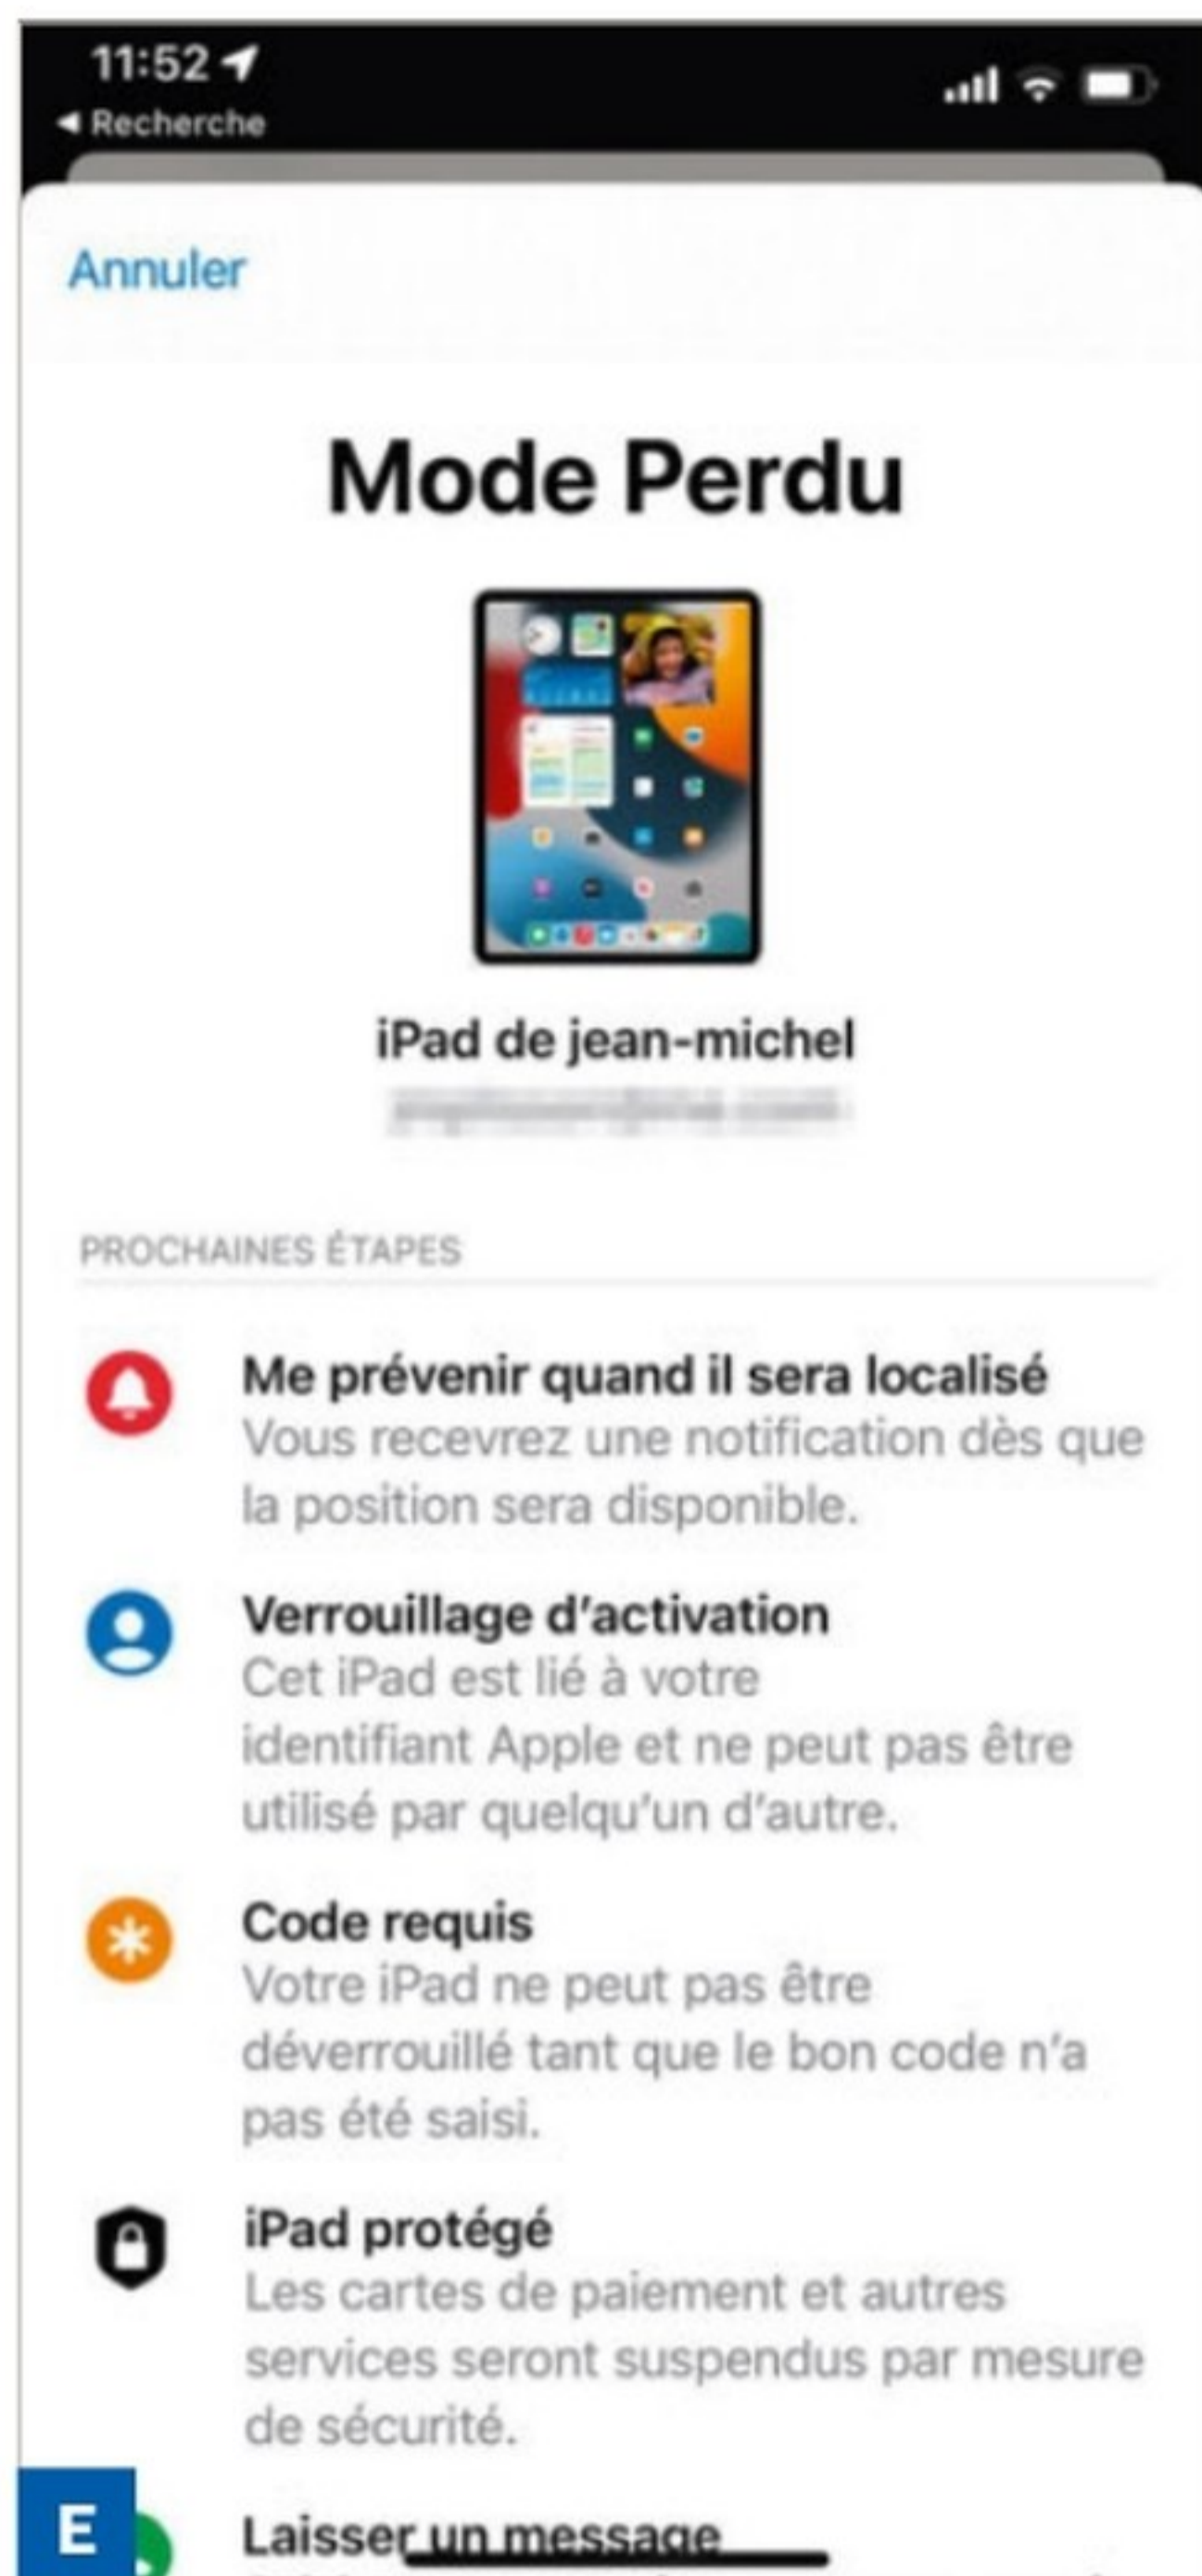 11:52
Recherche
Annuler
Mode Perdu
iPad de jean-michel
PROCHAINES ÉTAPES
Me prévenir quand il sera localisé
Vous recevrez une notification dès que
la position sera disponible.
Verrouillage d’activation
Cet iPad est lié à votre
identifiant Apple et ne peut pas être
utilisé par quelqu’un d’autre.
Code requis
Votre iPad ne peut pas être
déverrouillé tant que le bon code n’a
pas été saisi.
iPad protégé
Les cartes de paiement et autres
services seront suspendus par mesure
de sécurité.
E
Laisser un message